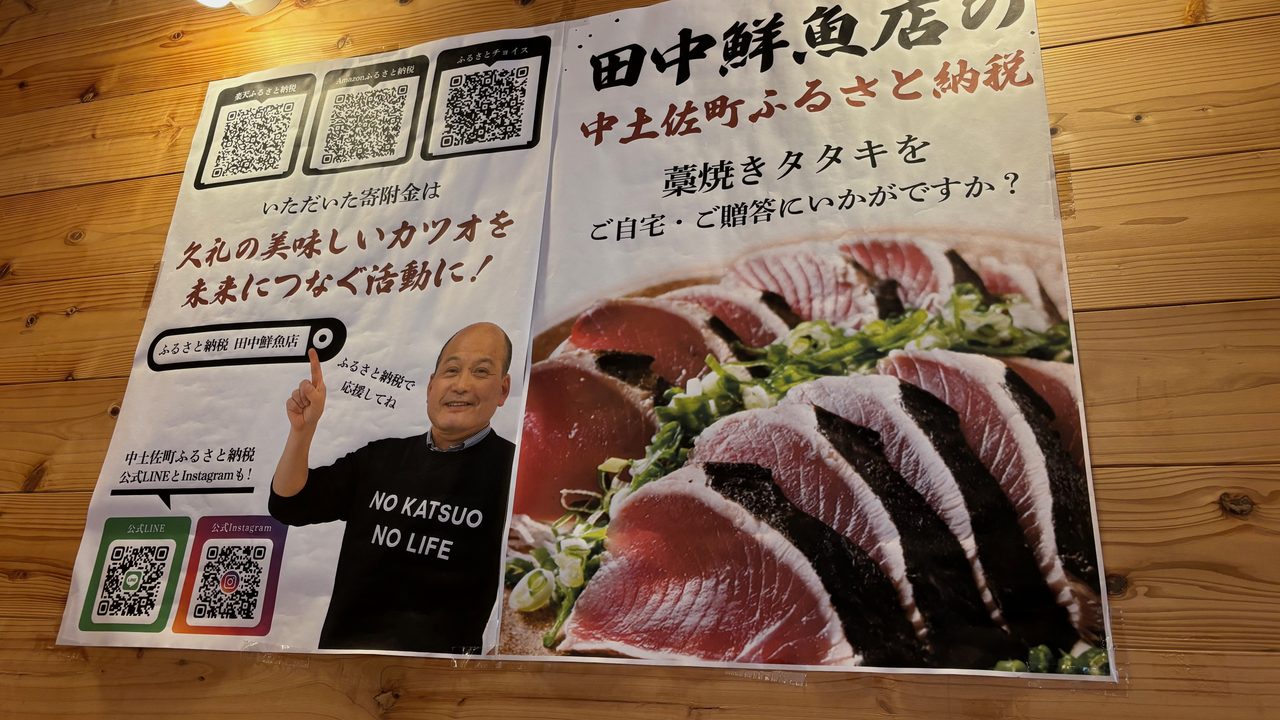 楽天ふるさと納税
Amazonふるさと納税
ふるさとチョイス
いただいた寄附金は
久礼の美味しいカツオを
未来につなぐ活動に!
ふるさと納税 田中鮮魚店
ふるさと納税で
応援してね
NO KATSUO
NO LIFE
中土佐町ふるさと納税
公式LINEとInstagramも!
公式LINE
公式Instagram
田中鮮魚店の
中土佐町ふるさと納税
藁焼きタタキを
ご自宅・ご贈答にいかがですか?